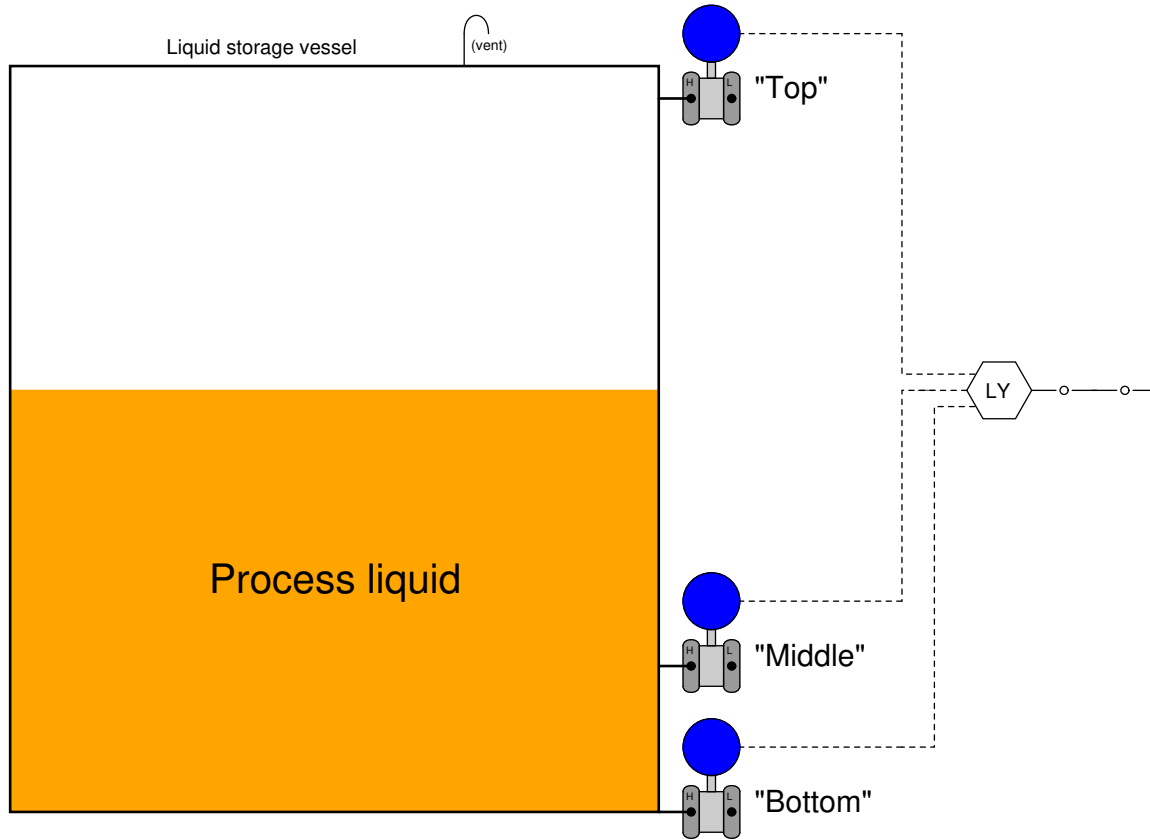 Liquid storage vessel
(vent)
H L
"Top"
LY
Process liquid
H L
"Middle"
H L
"Bottom"